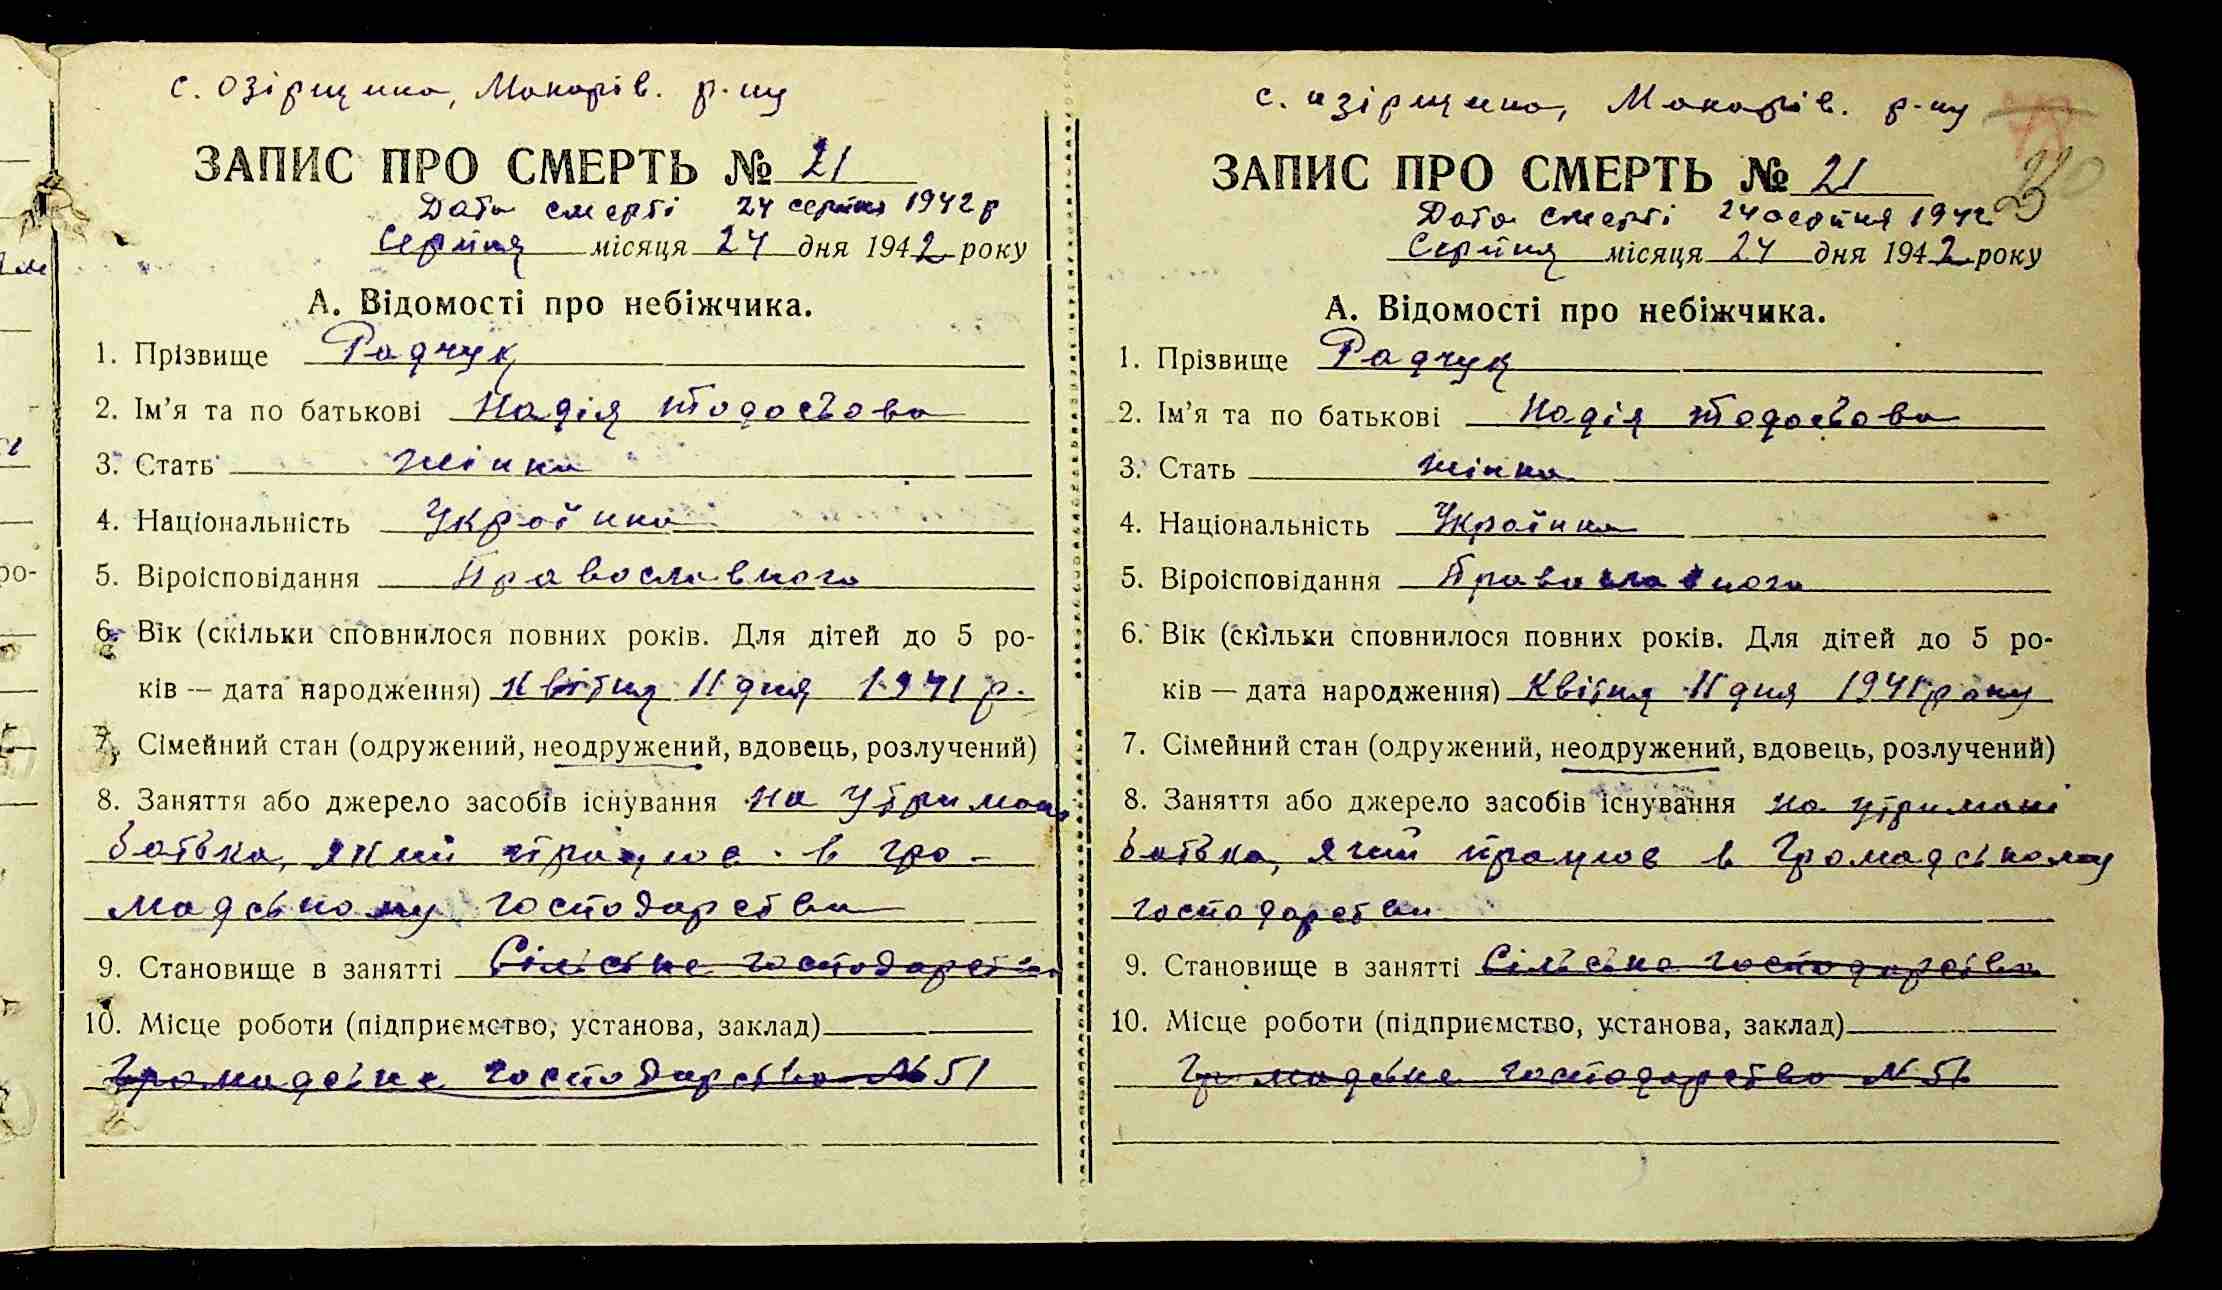 с. Озірщина, Макарів. р-ну
ЗАПИС ПРО СМЕРТЬ № 21
Дата смерті 24 серпня 1942 р
Серпня місяця 24 дня 1942 року
А. Відомості про небіжчика.
1. Прізвище Радчук
2. Ім’я та по батькові Надія Тодосьова
3. Стать жінка
4. Національність Українка
5. Віроісповідання Православного
6. Вік (скільки сповнилося повних років. Для дітей до 5 ро-
ків — дата народження) Квітня 11 дня 1941 р.
7. Сімейний стан (одружений, неодружений, вдовець, розлучений)
8. Заняття або джерело засобів існування на утримані
батька, який працює в гро-
мадському господарстві
9. Становище в занятті Сільське господарство
10. Місце роботи (підприємство, установа, заклад)
Громадське господарство № 51
с. Озірщина, Макарів. р-ну
ЗАПИС ПРО СМЕРТЬ № 21
Дата смерті 24 серпня 1942
Серпня місяця 24 дня 1942 року
А. Відомості про небіжчика.
1. Прізвище Радчук
2. Ім’я та по батькові Надія Тодосьова
3. Стать жінка
4. Національність Українка
5. Віроісповідання Православного
6. Вік (скільки сповнилося повних років. Для дітей до 5 ро-
ків — дата народження) Квітня 11 дня 1941 року
7. Сімейний стан (одружений, неодружений, вдовець, розлучений)
8. Заняття або джерело засобів існування на утримані
батька, який працює в Громадському
господарстві
9. Становище в занятті Сільське господарство
10. Місце роботи (підприємство, установа, заклад)
Громадське господарство № 51